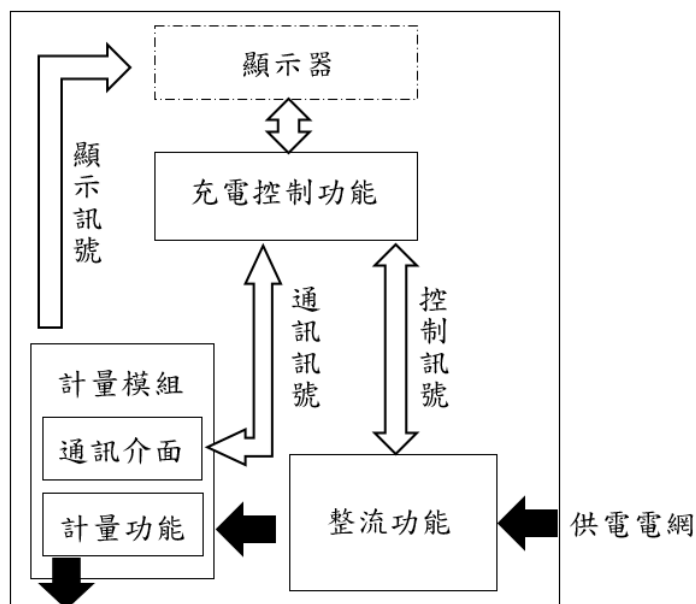 顯示器
顯示訊號
充電控制功能
通訊訊號
控制訊號
計量模組
通訊介面
計量功能
整流功能
供電電網